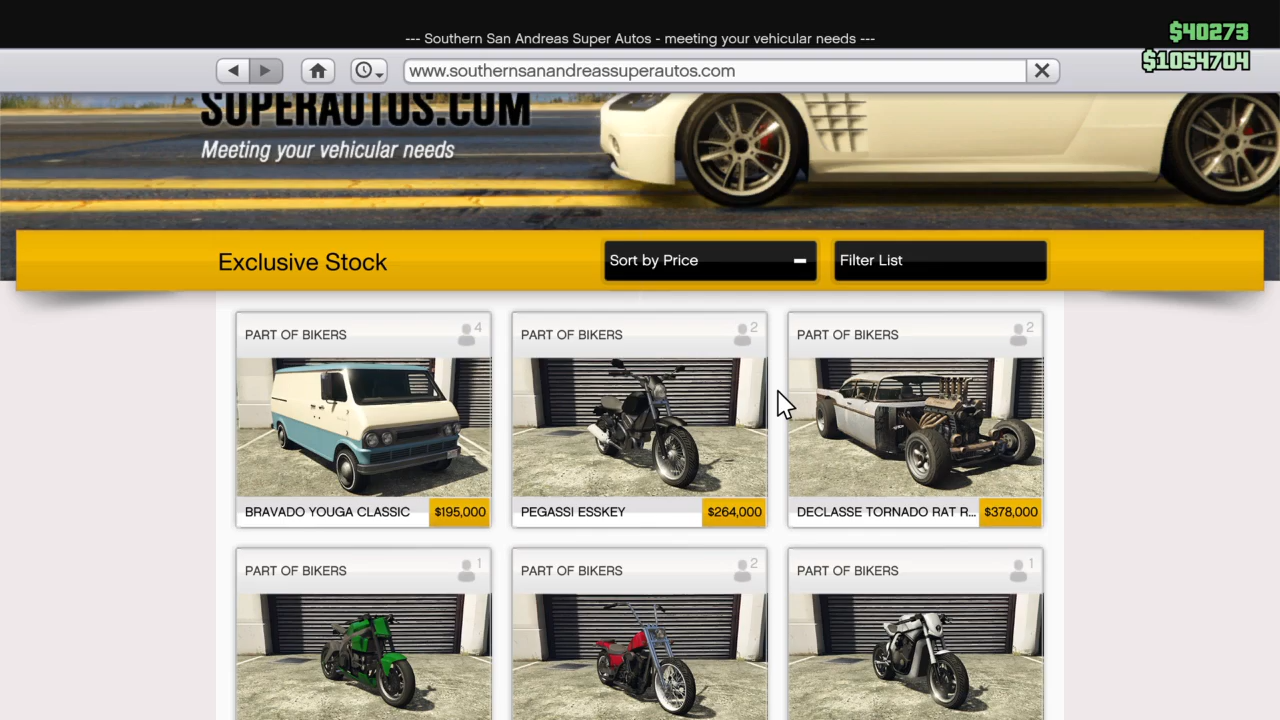 --- Southern San Andreas Super Autos - meeting your vehicular needs ---
$40273
$1054704
www.southernsanandreassuperautos.com
SUPERAUTOS.COM
Meeting your vehicular needs
Exclusive Stock
Sort by Price
Filter List
PART OF BIKERS 4
PART OF BIKERS 2
PART OF BIKERS 2
BRAVADO YOUGA CLASSIC $195,000
PEGASSI ESSKEY $264,000
DECLASSE TORNADO RAT R... $378,000
PART OF BIKERS 1
PART OF BIKERS 2
PART OF BIKERS 1